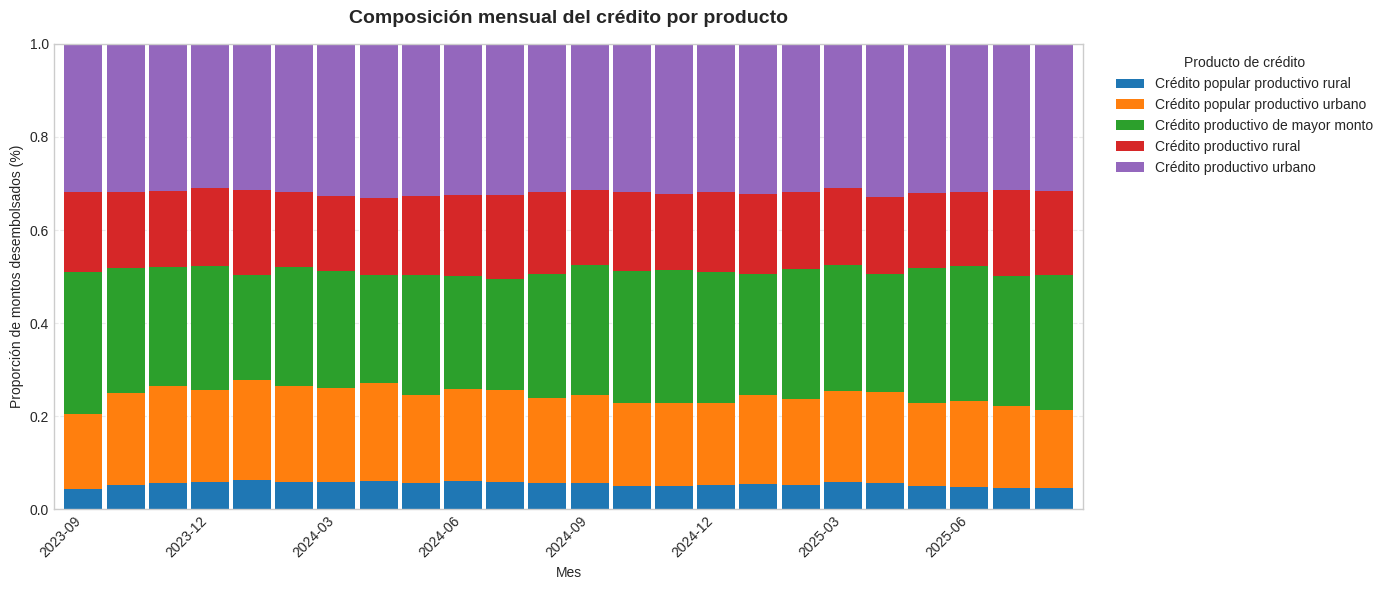 Composición mensual del crédito por producto
Proporción de montos desembolsados (%)
1.0
0.8
0.6
0.4
0.2
0.0
2023-09
2023-12
2024-03
2024-06
2024-09
2024-12
2025-03
2025-06
Mes
Producto de crédito
Crédito popular productivo rural
Crédito popular productivo urbano
Crédito productivo de mayor monto
Crédito productivo rural
Crédito productivo urbano